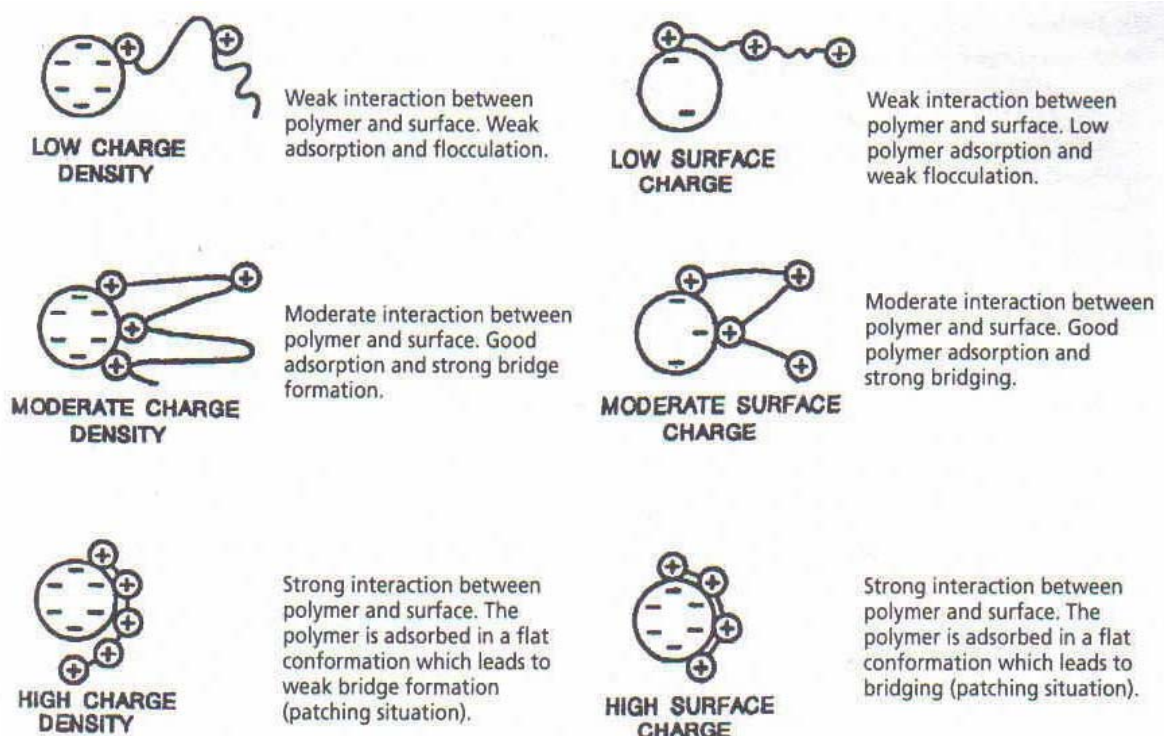 LOW CHARGE
DENSITY
Weak interaction between
polymer and surface. Weak
adsorption and flocculation.
LOW SURFACE
CHARGE
Weak interaction between
polymer and surface. Low
polymer adsorption and
weak flocculation.
MODERATE CHARGE
DENSITY
Moderate interaction between
polymer and surface. Good
adsorption and strong bridge
formation.
MODERATE SURFACE
CHARGE
Moderate interaction between
polymer and surface. Good
polymer adsorption and
strong bridging.
HIGH CHARGE
DENSITY
Strong interaction between
polymer and surface. The
polymer is adsorbed in a flat
conformation which leads to
weak bridge formation
(patching situation).
HIGH SURFACE
CHARGE
Strong interaction between
polymer and surface. The
polymer is adsorbed in a flat
conformation which leads to
bridging (patching situation).